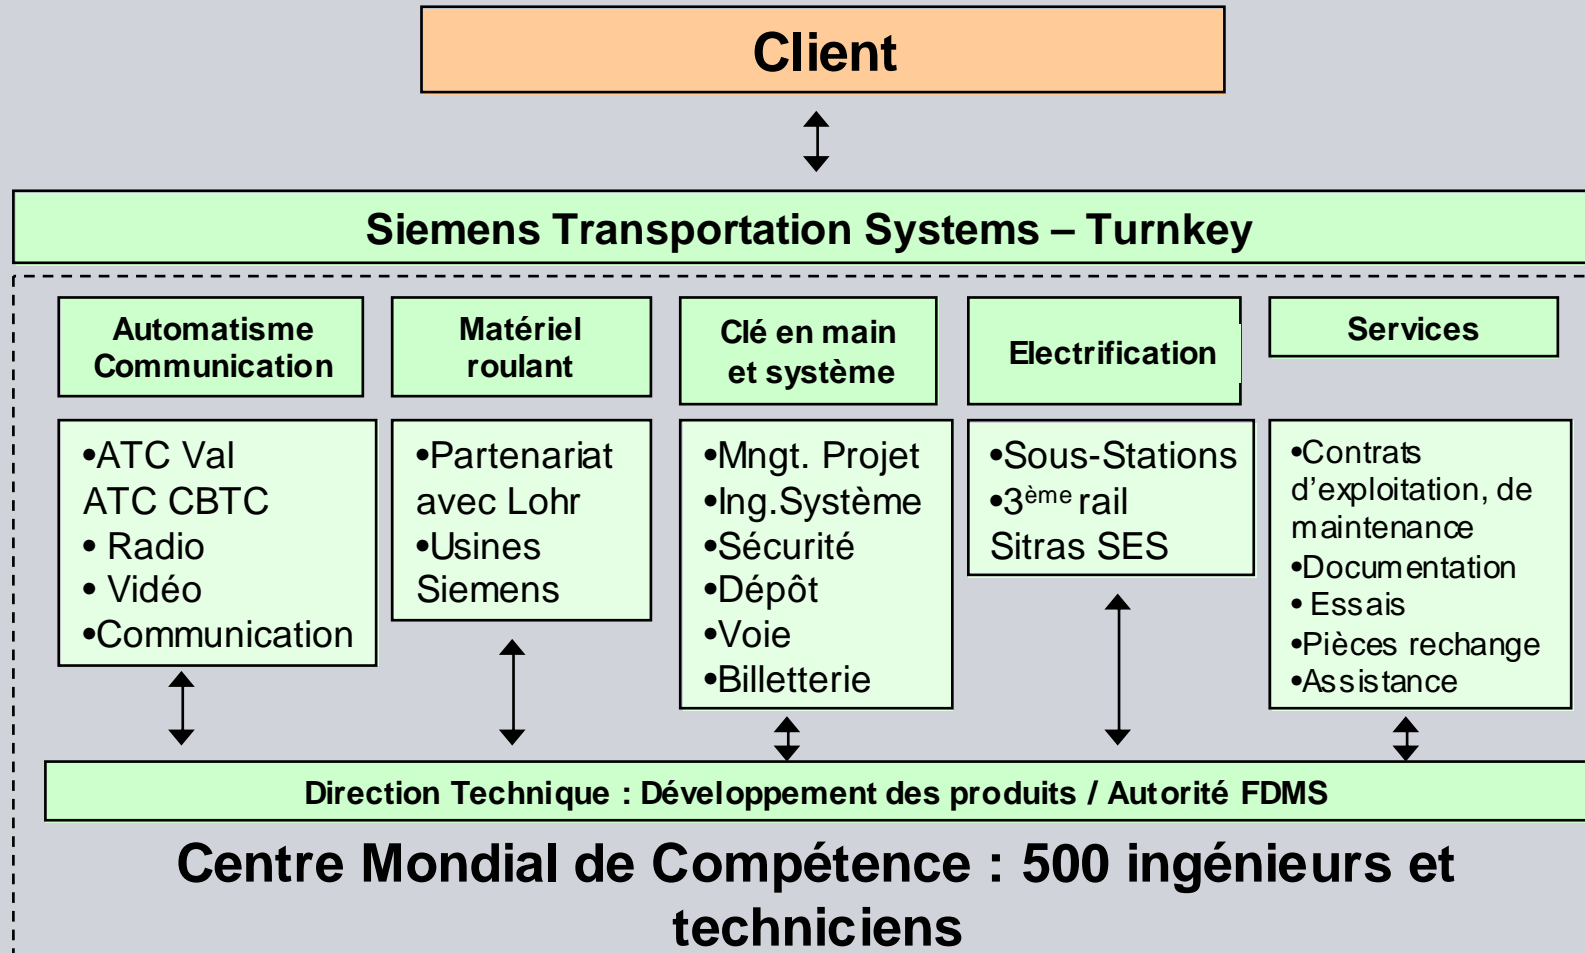 Client
Siemens Transportation Systems – Turnkey
Automatisme
Communication
Matériel
roulant
Clé en main
et système
Electrification
Services
•ATC Val
ATC CBTC
• Radio
• Vidéo
•Communication
•Partenariat
avec Lohr
•Usines
Siemens
•Mngt. Projet
•Ing.Système
•Sécurité
•Dépôt
•Voie
•Billetterie
•Sous-Stations
•3ème rail
Sitras SES
•Contrats
d’exploitation, de
maintenance
•Documentation
• Essais
•Pièces rechange
•Assistance
Direction Technique : Développement des produits / Autorité FDMS
Centre Mondial de Compétence : 500 ingénieurs et
techniciens